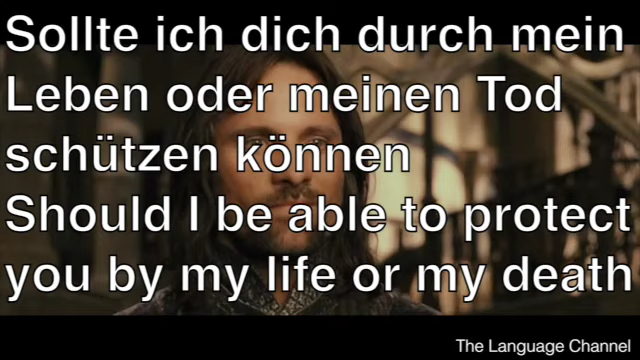 Sollte ich dich durch mein
Leben oder meinen Tod
schützen können
Should I be able to protect
you by my life or my death
The Language Channel